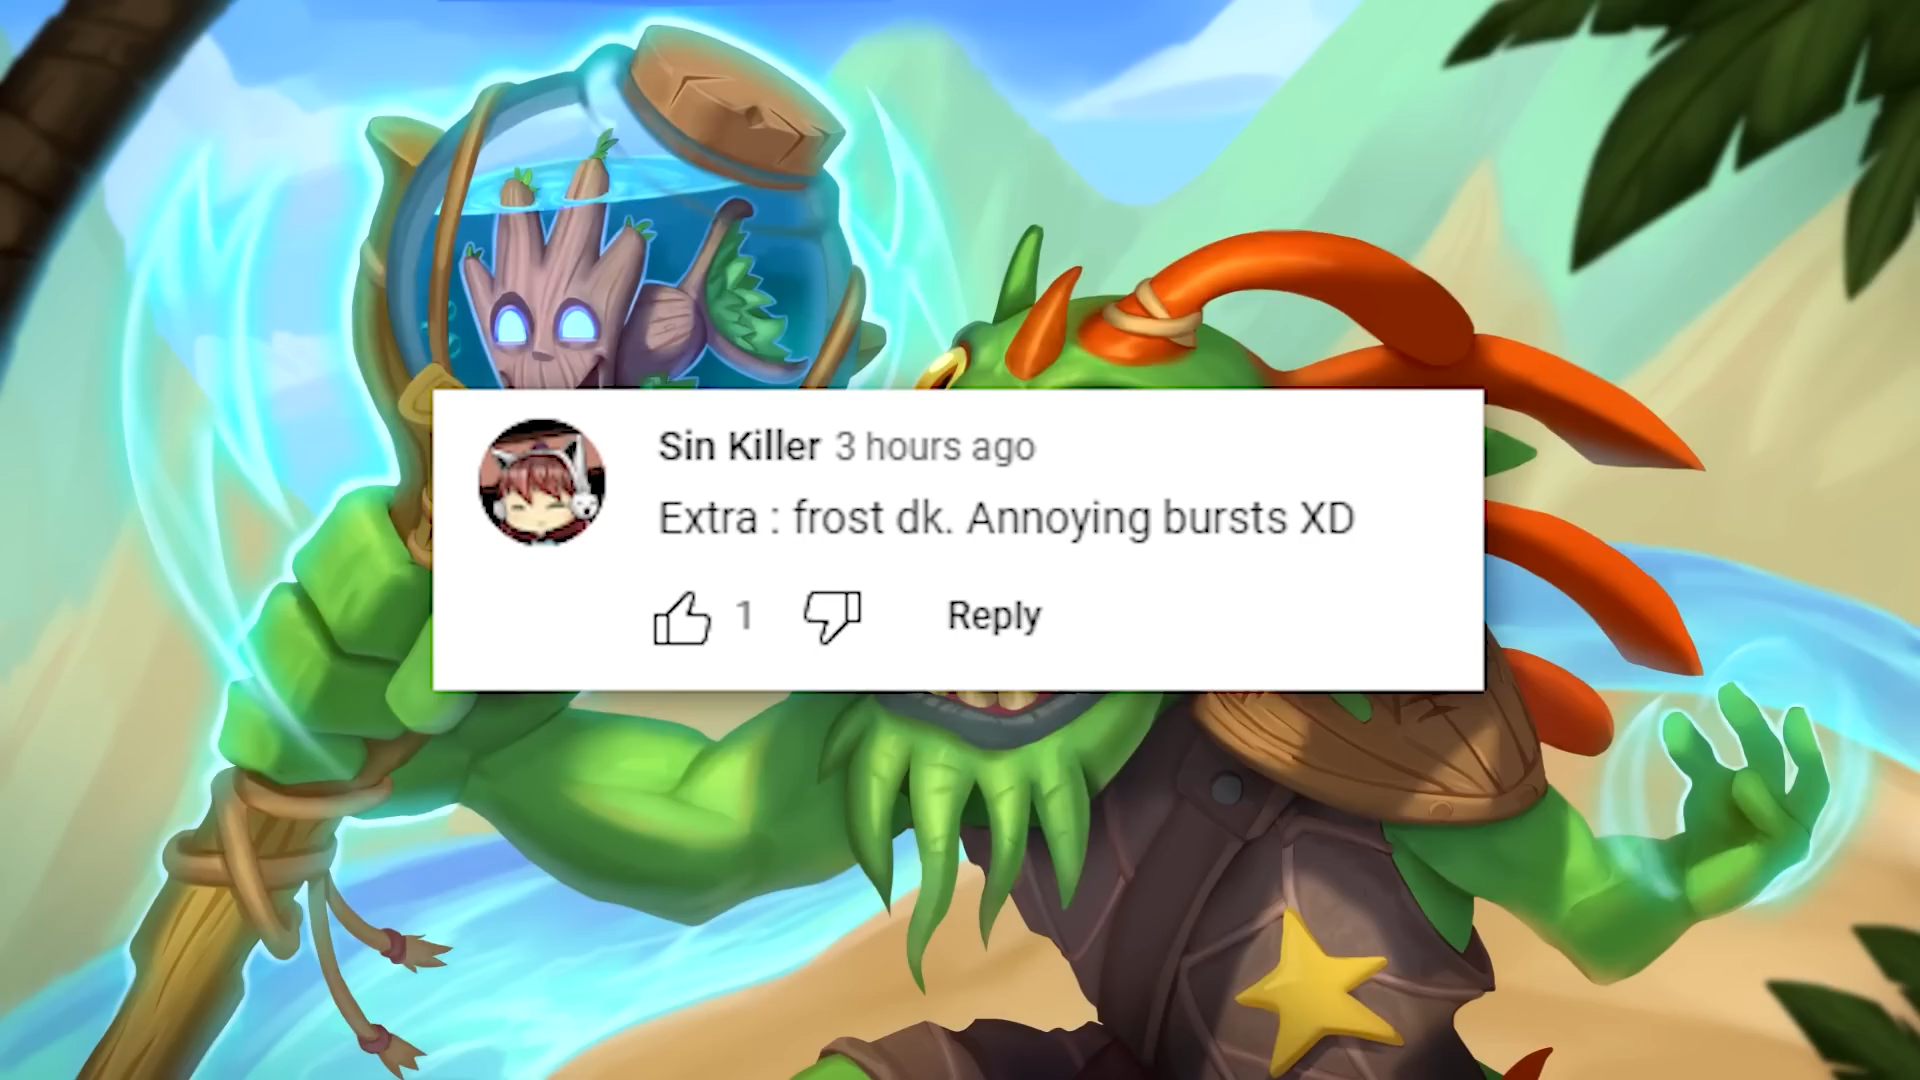 Sin Killer 3 hours ago
Extra : frost dk. Annoying bursts XD
1 Reply